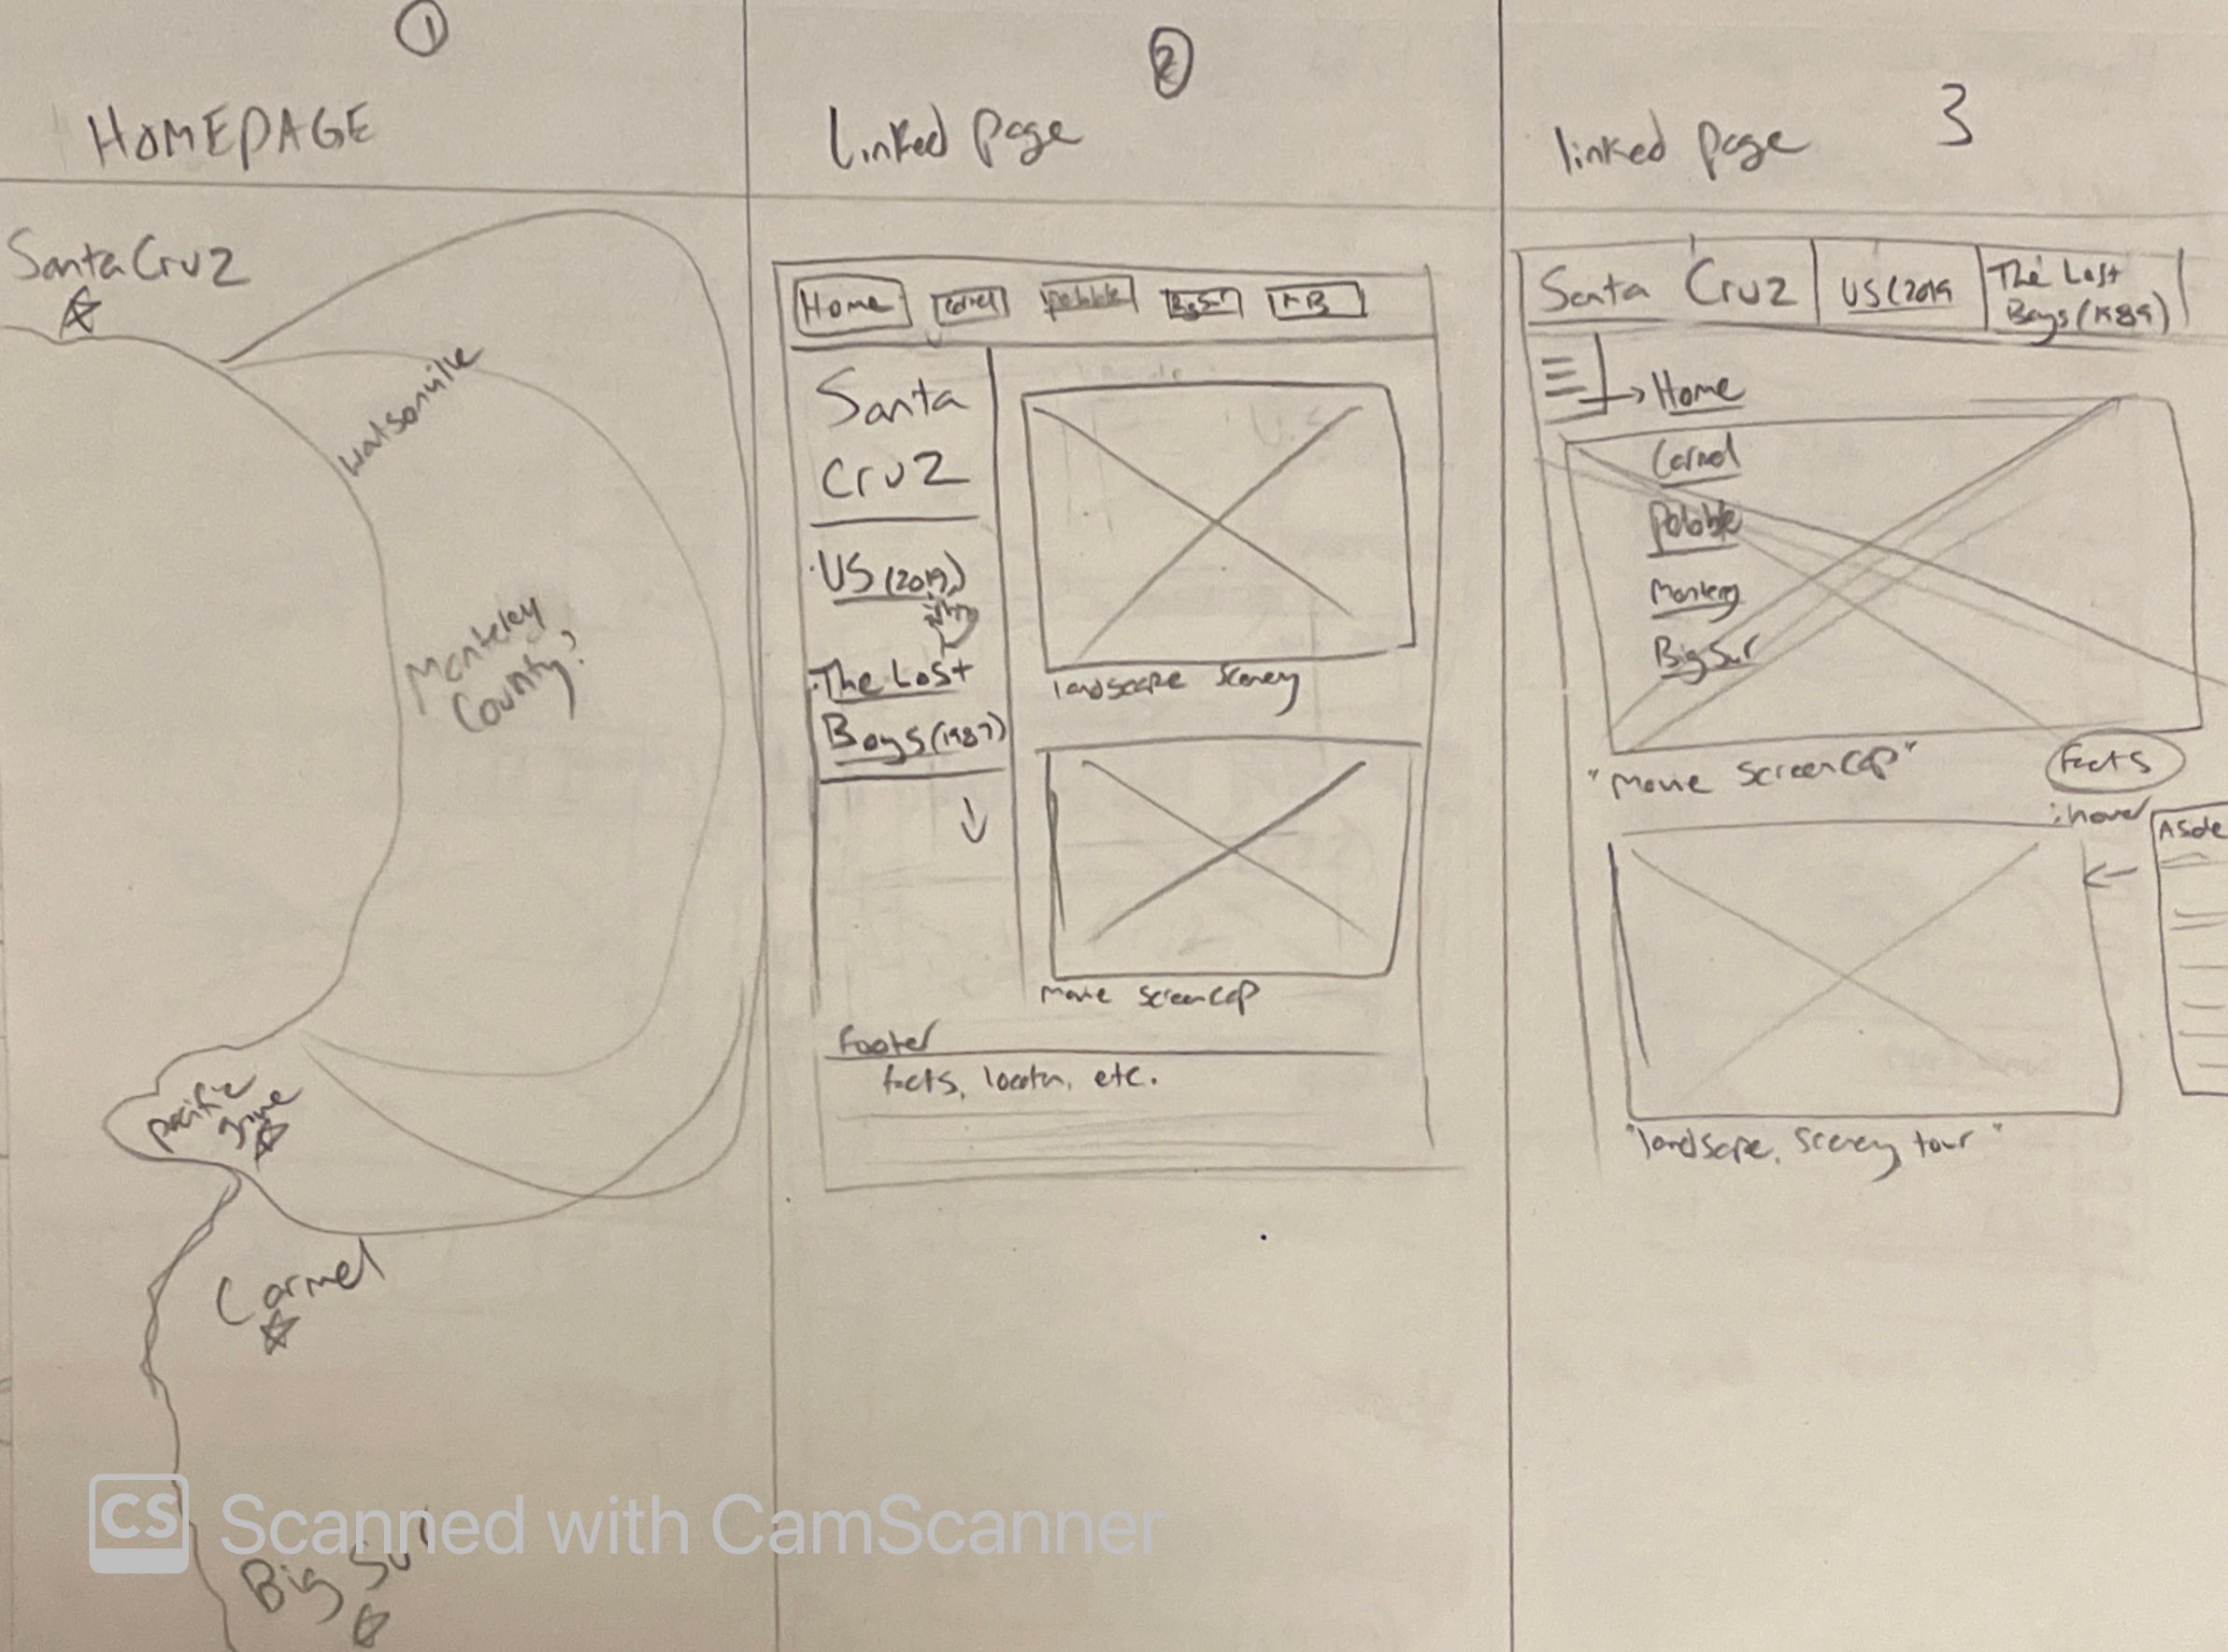 1
HOMEPAGE
Santa Cruz
Watsonville
Monterey
County?
pacific
grove
Carmel
Big Sur
2
Linked page
Home Carmel Pebble Big Sur
Santa
Cruz
US (2019)
The Lost
Boys (1987)
landscape scenery
movie screencap
footer
facts, locatn, etc.
3
linked page
Santa Cruz US (2019 The Lost
Boys (1989)
Home
Carmel
Pebble
Monterey
Big Sur
"movie screencap"
facts
:hover
Aside
"landscape, scenery tour"
CS Scanned with CamScanner